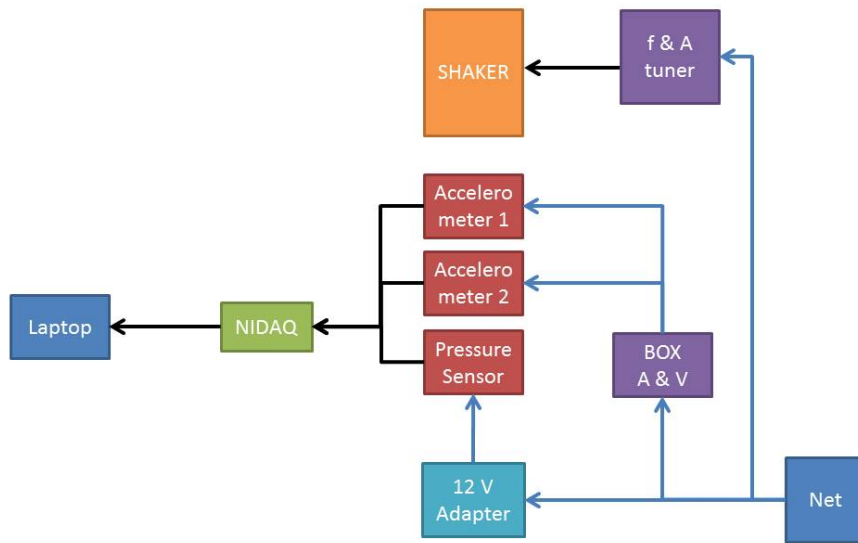 SHAKER
f & A
tuner
Accelero
meter 1
Accelero
meter 2
Laptop
NIDAQ
Pressure
Sensor
BOX
A & V
12 V
Adapter
Net